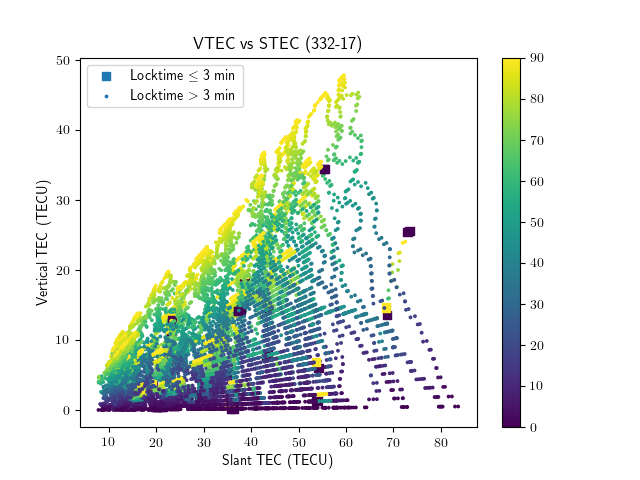 VTEC vs STEC (332-17)
Locktime ≤ 3 min
Locktime > 3 min
Vertical TEC (TECU)
50
40
30
20
10
0
10 20 30 40 50 60 70 80
Slant TEC (TECU)
90
80
70
60
50
40
30
20
10
0